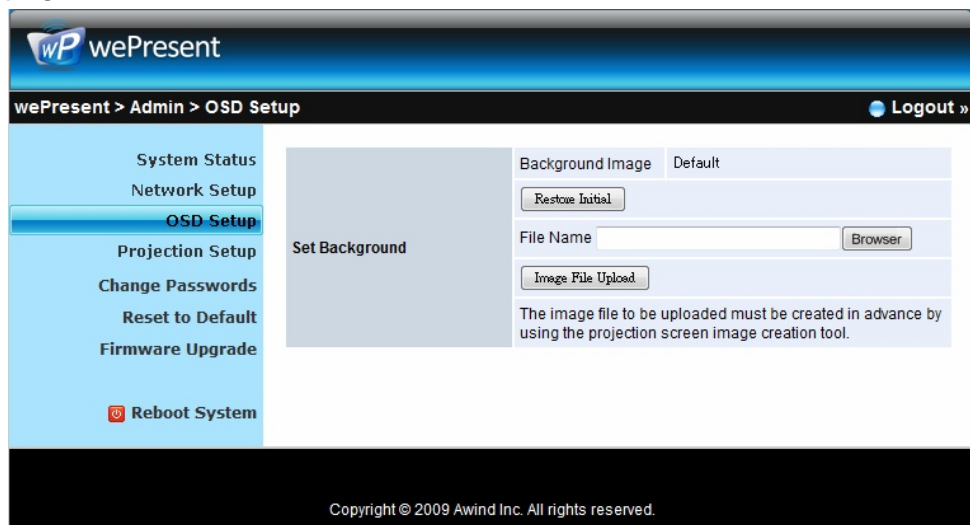 wP wePresent
wePresent > Admin > OSD Setup
Logout »
System Status
Network Setup
OSD Setup
Projection Setup
Change Passwords
Reset to Default
Firmware Upgrade
Reboot System
Set Background
Background Image Default
Restore Initial
File Name Browser
Image File Upload
The image file to be uploaded must be created in advance by
using the projection screen image creation tool.
Copyright © 2009 Awind Inc. All rights reserved.